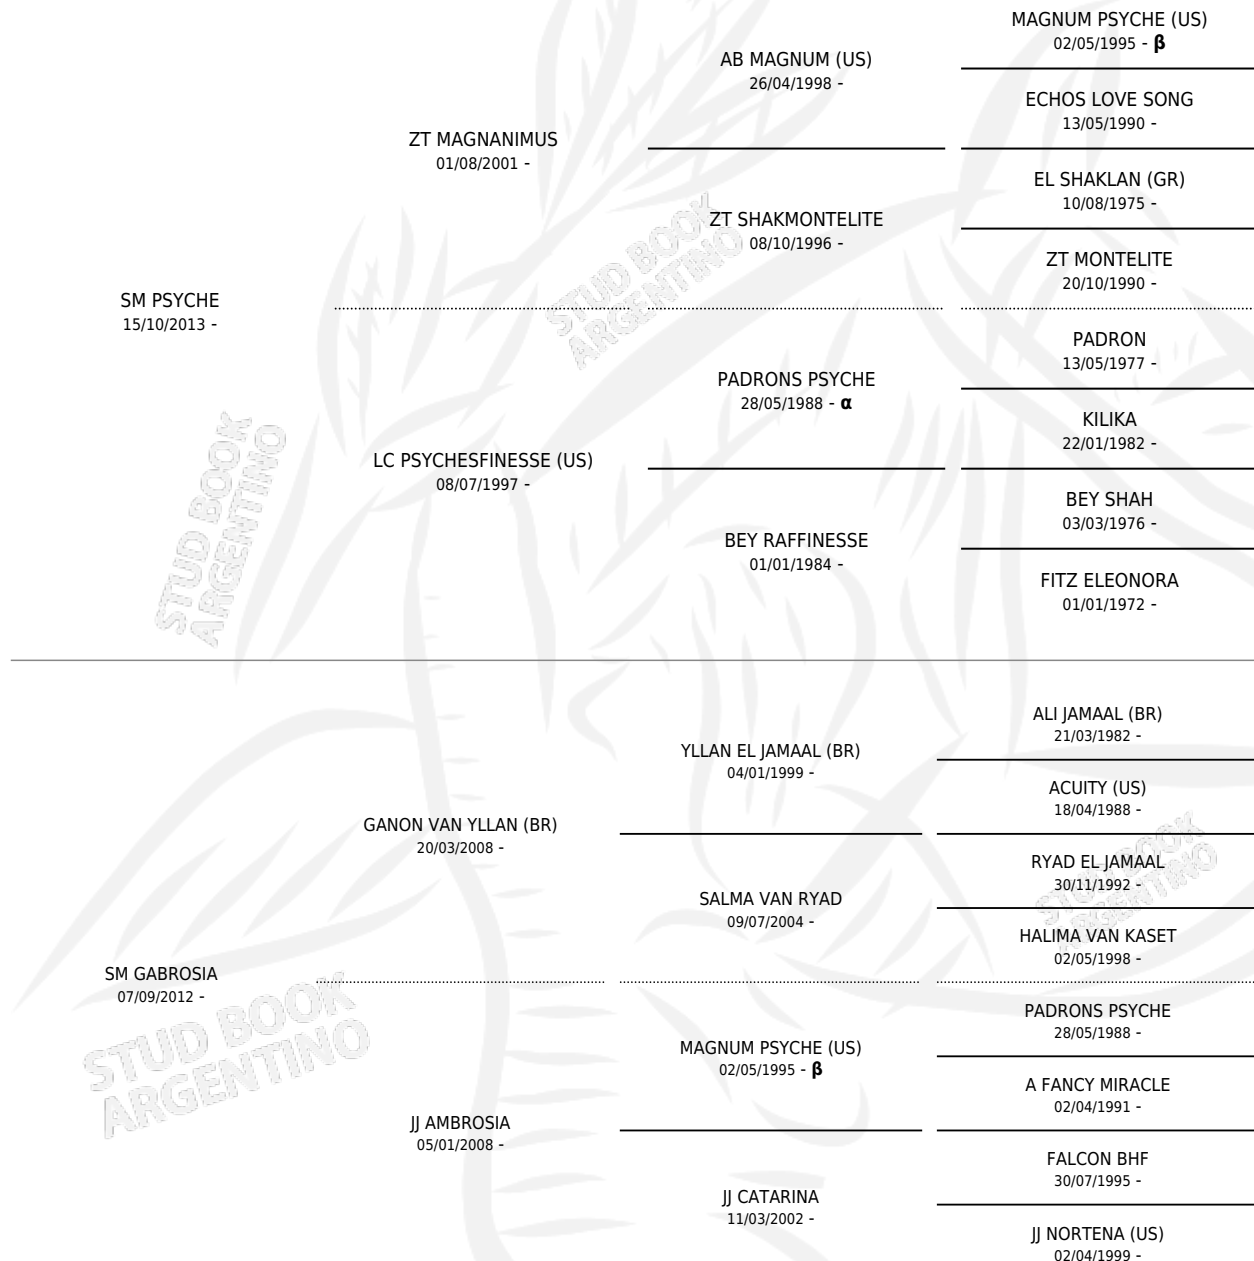 MAGNUM PSYCHE (US)
02/05/1995 - β
AB MAGNUM (US)
26/04/1998 -
ECHOS LOVE SONG
13/05/1990 -
ZT MAGNANIMUS
01/08/2001 -
EL SHAKLAN (GR)
10/08/1975 -
ZT SHAKMONTELITE
08/10/1996 -
ZT MONTELITE
20/10/1990 -
SM PSYCHE
15/10/2013 -
PADRON
13/05/1977 -
PADRONS PSYCHE
28/05/1988 - α
KILIKA
22/01/1982 -
LC PSYCHESFINESSE (US)
08/07/1997 -
BEY SHAH
03/03/1976 -
BEY RAFFINESSE
01/01/1984 -
FITZ ELEONORA
01/01/1972 -
ALI JAMAAL (BR)
21/03/1982 -
YLLAN EL JAMAAL (BR)
04/01/1999 -
ACUITY (US)
18/04/1988 -
GANON VAN YLLAN (BR)
20/03/2008 -
RYAD EL JAMAAL
30/11/1992 -
SALMA VAN RYAD
09/07/2004 -
HALIMA VAN KASET
02/05/1998 -
SM GABROSIA
07/09/2012 -
PADRONS PSYCHE
28/05/1988 -
MAGNUM PSYCHE (US)
02/05/1995 - β
A FANCY MIRACLE
02/04/1991 -
JJ AMBROSIA
05/01/2008 -
FALCON BHF
30/07/1995 -
JJ CATARINA
11/03/2002 -
JJ NORTENA (US)
02/04/1999 -
STUD BOOK
ARGENTINO
STUD BOOK
ARGENTINO
STUD BOOK
ARGENTINO
STUD BOOK
ARGENTINO